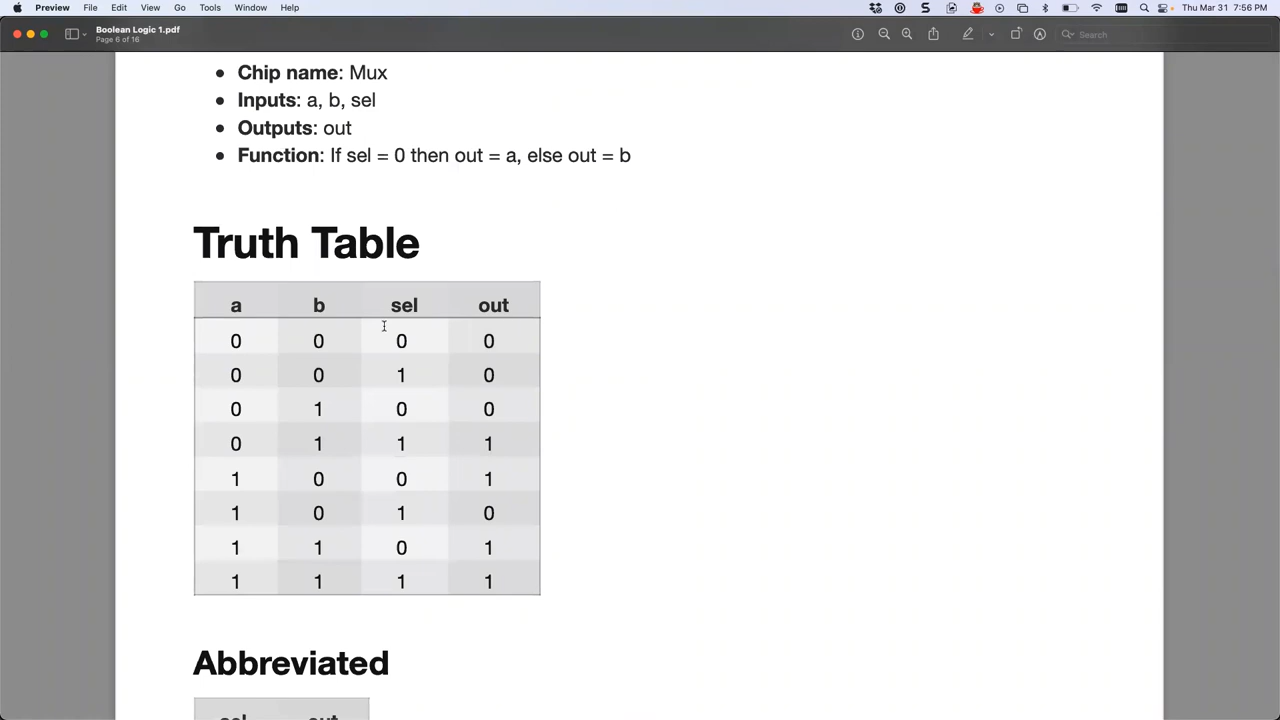 Preview File Edit View Go Tools Window Help Thu Mar 31 7:56 PM
Boolean Logic 1.pdf
Page 6 of 16
Search
• Chip name: Mux
• Inputs: a, b, sel
• Outputs: out
• Function: If sel = 0 then out = a, else out = b
Truth Table
a b sel out
0 0 0 0
0 0 1 0
0 1 0 0
0 1 1 1
1 0 0 1
1 0 1 0
1 1 0 1
1 1 1 1
Abbreviated
sel out